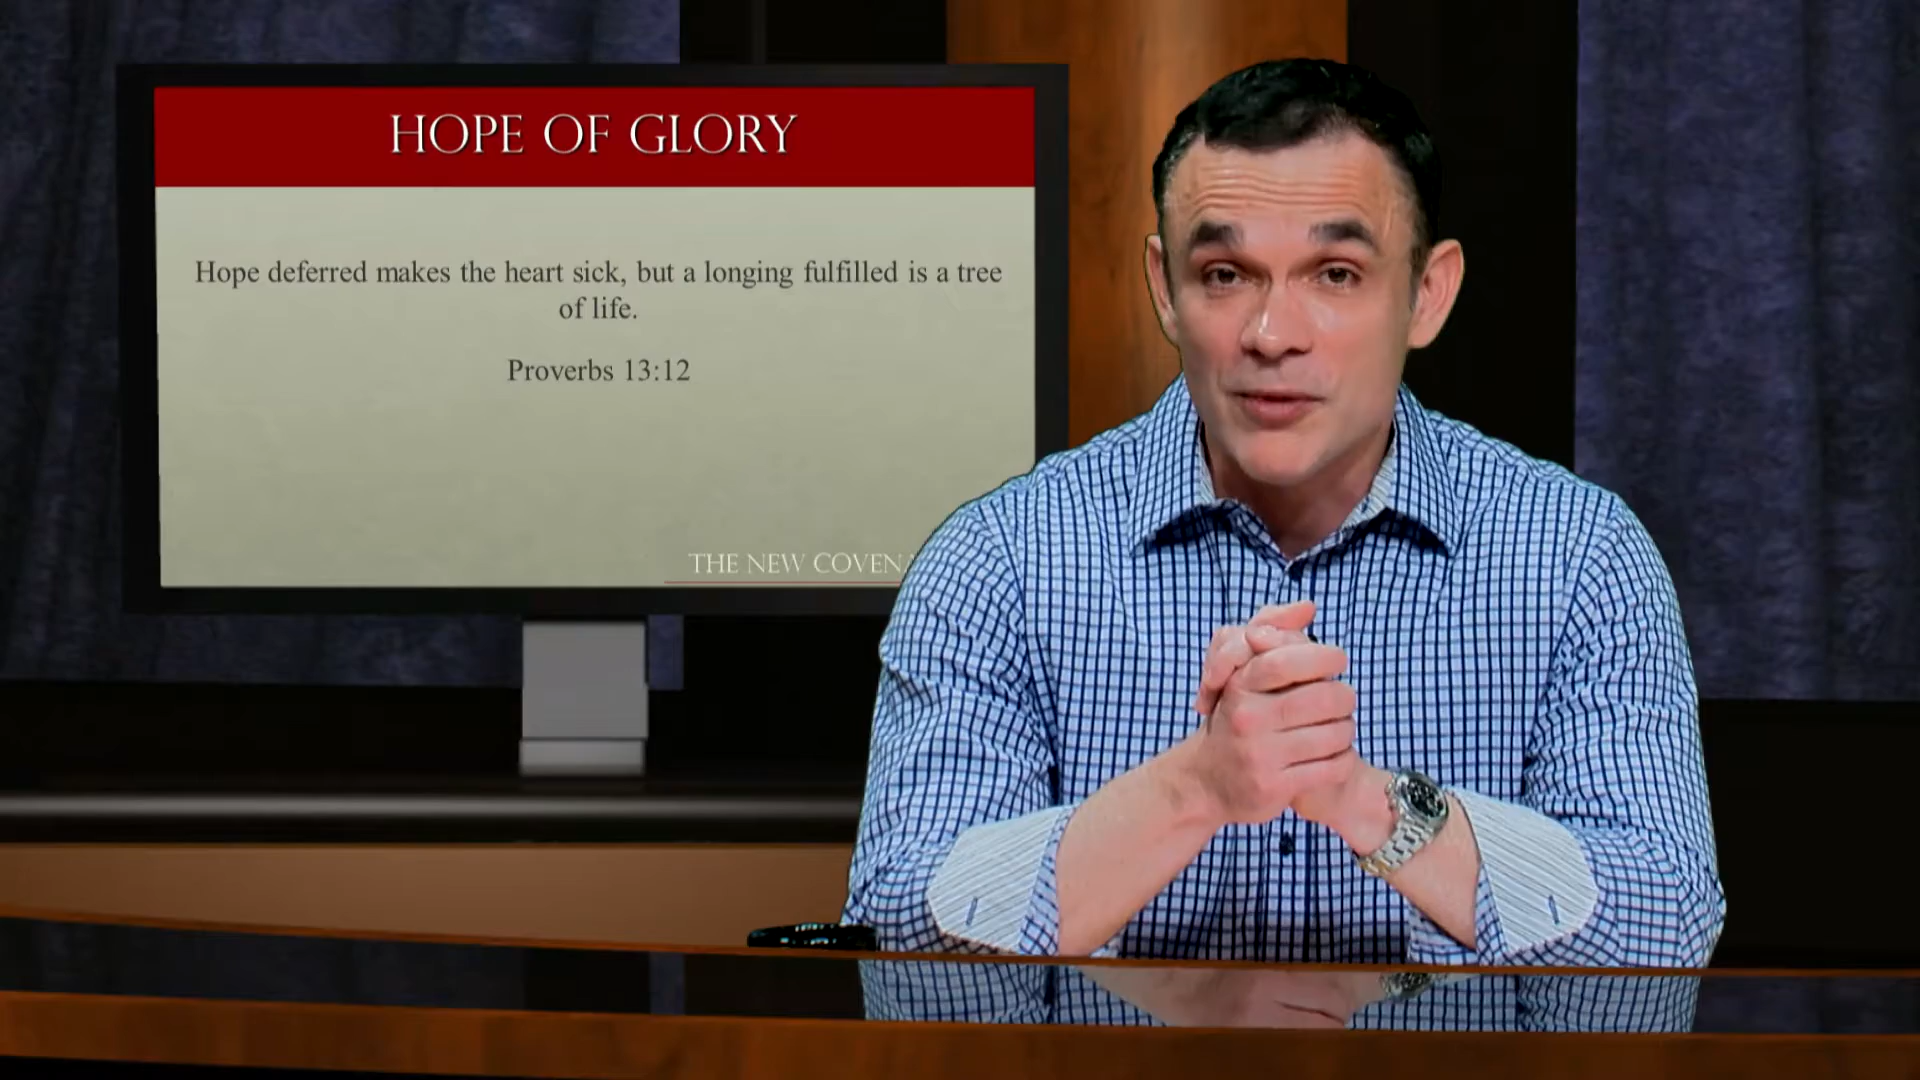 HOPE OF GLORY
Hope deferred makes the heart sick, but a longing fulfilled is a tree
of life.
Proverbs 13:12
THE NEW